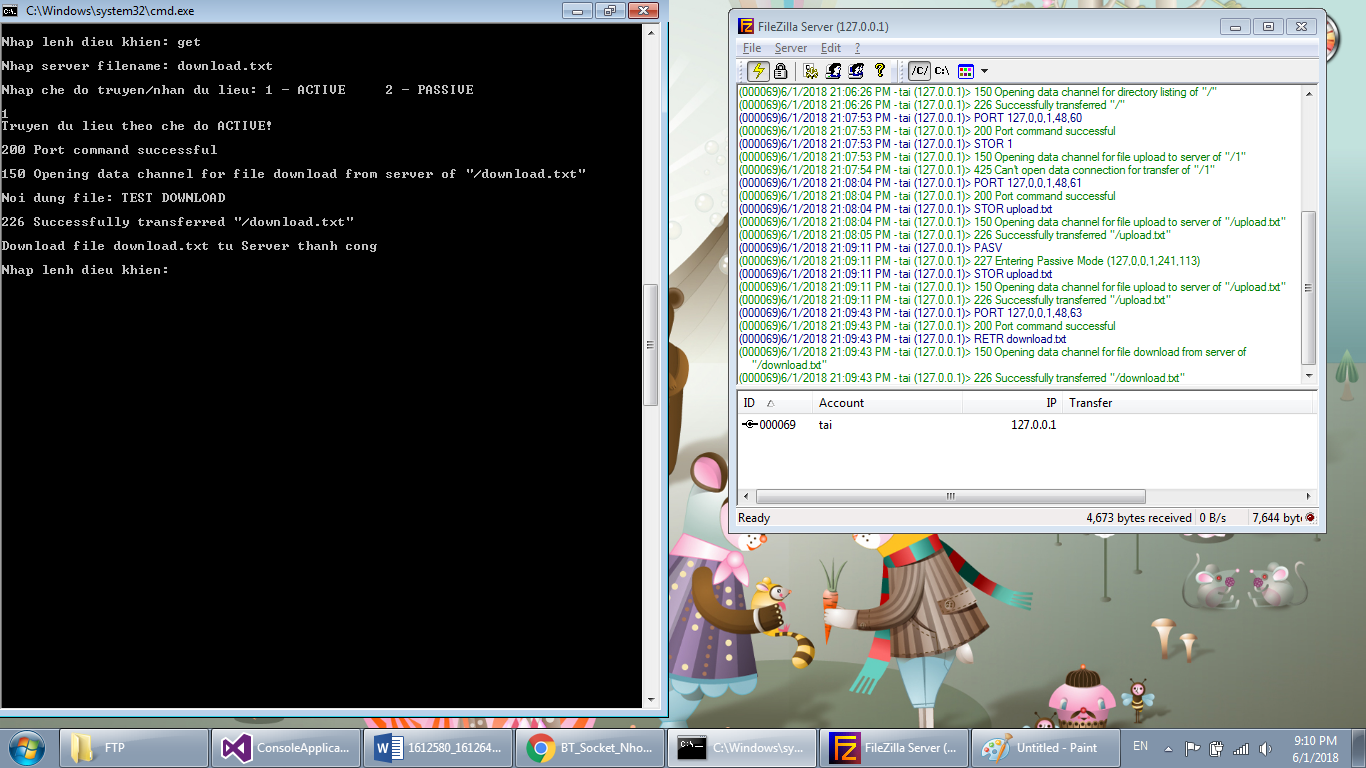 C:\Windows\system32\cmd.exe
Nhap lenh dieu khien: get
Nhap server filename: download.txt
Nhap che do truyen/nhan du lieu: 1 - ACTIVE     2 - PASSIVE
1
Truyen du lieu theo che do ACTIVE!
200 Port command successful
150 Opening data channel for file download from server of "/download.txt"
Noi dung file: TEST DOWNLOAD
226 Successfully transferred "/download.txt"
Download file download.txt tu Server thanh cong
Nhap lenh dieu khien:
FileZilla Server (127.0.0.1)
File Server Edit ?
/C/ C:\
(000069)6/1/2018 21:06:26 PM - tai (127.0.0.1)> 150 Opening data channel for directory listing of "/"
(000069)6/1/2018 21:06:26 PM - tai (127.0.0.1)> 226 Successfully transferred "/"
(000069)6/1/2018 21:07:53 PM - tai (127.0.0.1)> PORT 127,0,0,1,48,60
(000069)6/1/2018 21:07:53 PM - tai (127.0.0.1)> 200 Port command successful
(000069)6/1/2018 21:07:53 PM - tai (127.0.0.1)> STOR 1
(000069)6/1/2018 21:07:53 PM - tai (127.0.0.1)> 150 Opening data channel for file upload to server of "/1"
(000069)6/1/2018 21:07:54 PM - tai (127.0.0.1)> 425 Can't open data connection for transfer of "/1"
(000069)6/1/2018 21:08:04 PM - tai (127.0.0.1)> PORT 127,0,0,1,48,61
(000069)6/1/2018 21:08:04 PM - tai (127.0.0.1)> 200 Port command successful
(000069)6/1/2018 21:08:04 PM - tai (127.0.0.1)> STOR upload.txt
(000069)6/1/2018 21:08:04 PM - tai (127.0.0.1)> 150 Opening data channel for file upload to server of "/upload.txt"
(000069)6/1/2018 21:08:05 PM - tai (127.0.0.1)> 226 Successfully transferred "/upload.txt"
(000069)6/1/2018 21:09:11 PM - tai (127.0.0.1)> PASV
(000069)6/1/2018 21:09:11 PM - tai (127.0.0.1)> 227 Entering Passive Mode (127,0,0,1,241,113)
(000069)6/1/2018 21:09:11 PM - tai (127.0.0.1)> STOR upload.txt
(000069)6/1/2018 21:09:11 PM - tai (127.0.0.1)> 150 Opening data channel for file upload to server of "/upload.txt"
(000069)6/1/2018 21:09:11 PM - tai (127.0.0.1)> 226 Successfully transferred "/upload.txt"
(000069)6/1/2018 21:09:43 PM - tai (127.0.0.1)> PORT 127,0,0,1,48,63
(000069)6/1/2018 21:09:43 PM - tai (127.0.0.1)> 200 Port command successful
(000069)6/1/2018 21:09:43 PM - tai (127.0.0.1)> RETR download.txt
(000069)6/1/2018 21:09:43 PM - tai (127.0.0.1)> 150 Opening data channel for file download from server of
"/download.txt"
(000069)6/1/2018 21:09:43 PM - tai (127.0.0.1)> 226 Successfully transferred "/download.txt"
ID Account IP Transfer
000069 tai 127.0.0.1
Ready 4,673 bytes received 0 B/s 7,644 byt
FTP ConsoleApplica... 1612580_161264... BT_Socket_Nho... C:\Windows\sy... FileZilla Server (... Untitled - Paint EN 9:10 PM
6/1/2018